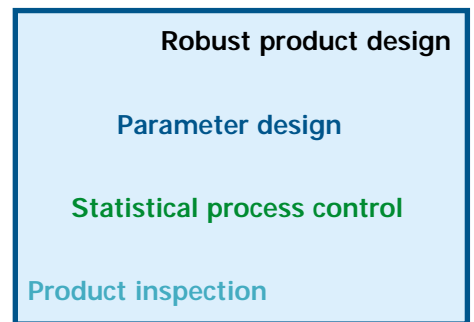 Robust product design
Parameter design
Statistical process control
Product inspection